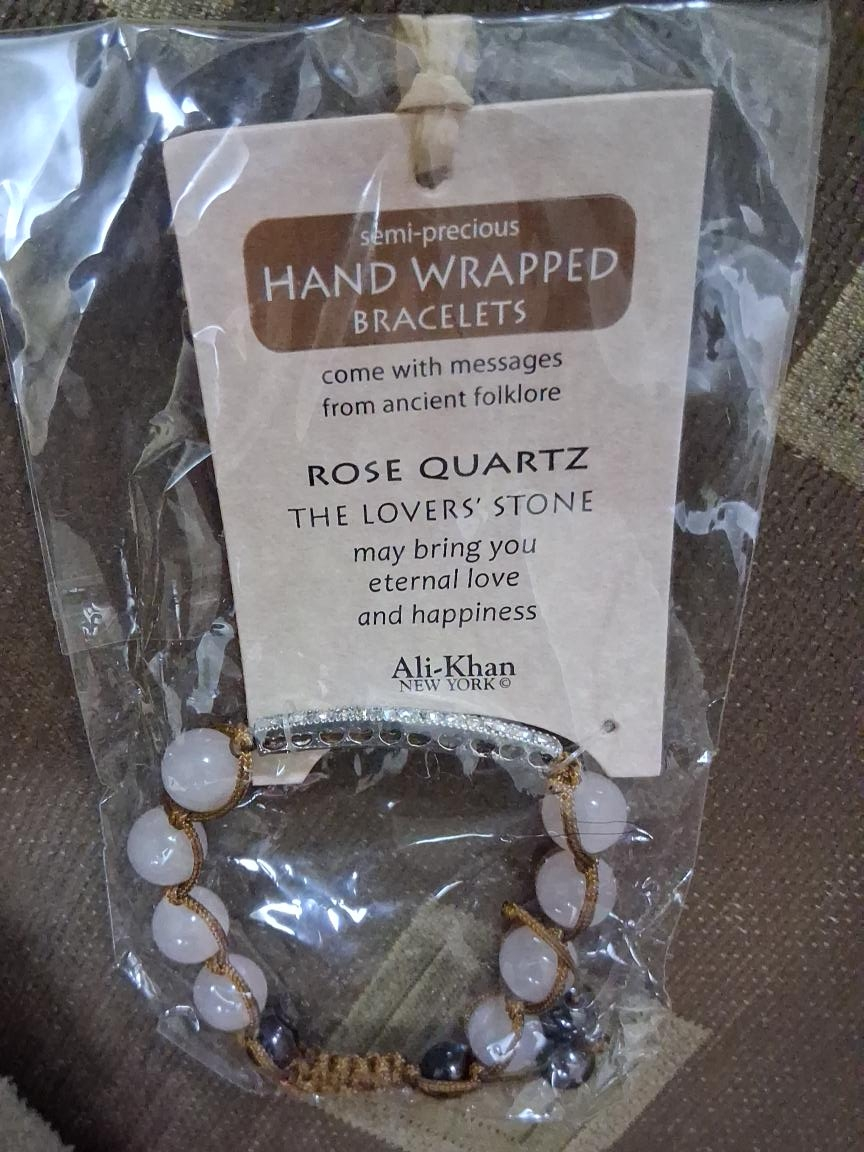 semi-precious
HAND WRAPPED
BRACELETS
come with messages
from ancient folklore
ROSE QUARTZ
THE LOVERS' STONE
may bring you
eternal love
and happiness
Ali-Khan
NEW YORK ©